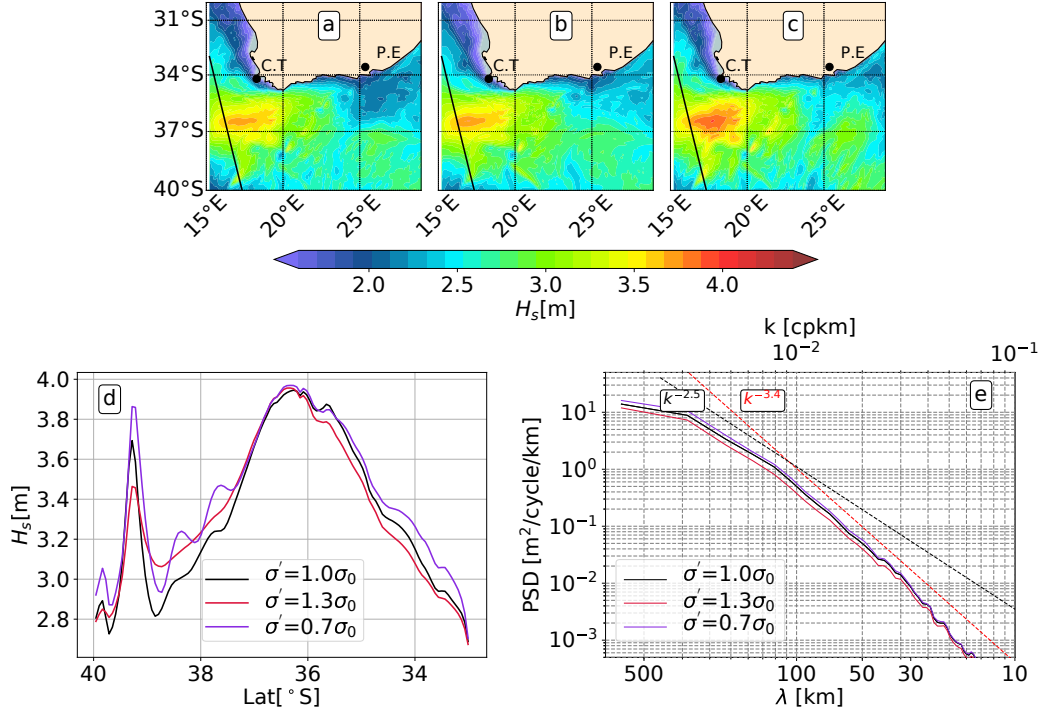 31°S
34°S
37°S
40°S
a
P.E
C.T
15°E
20°E
25°E
b
P.E
C.T
15°E
20°E
25°E
c
P.E
C.T
15°E
20°E
25°E
2.0 2.5 3.0 3.5 4.0
H_s[m]
d
4.0
3.8
3.6
3.4
3.2
3.0
2.8
H_s[m]
σ′=1.0σ₀
σ′=1.3σ₀
σ′=0.7σ₀
40 38 36 34
Lat[°S]
k [cpkm]
10⁻² 10⁻¹
e
k⁻²·⁵
k⁻³·⁴
10¹
10⁰
10⁻¹
10⁻²
10⁻³
PSD [m²/cycle/km]
σ′=1.0σ₀
σ′=1.3σ₀
σ′=0.7σ₀
500 100 50 30 10
λ [km]